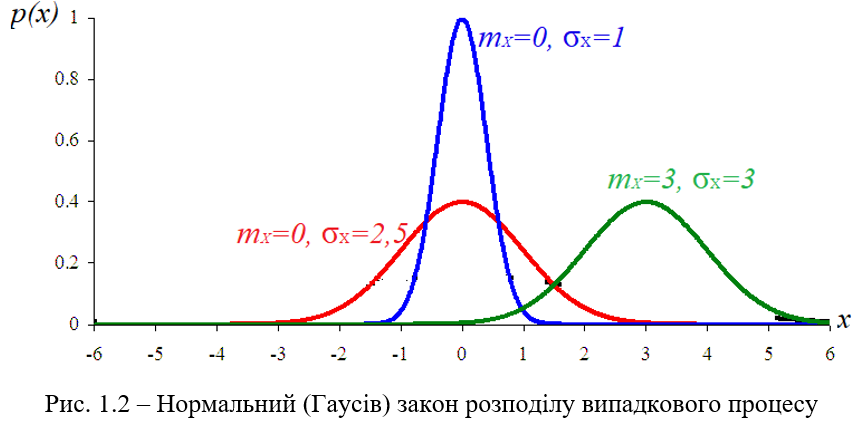 p(x)
1
mx=0, σx=1
0.8
0.6
mx=3, σx=3
0.4
mx=0, σx=2,5
0.2
0
x
-6 -5 -4 -3 -2 -1 0 1 2 3 4 5 6
Рис. 1.2 – Нормальний (Гаусів) закон розподілу випадкового процесу